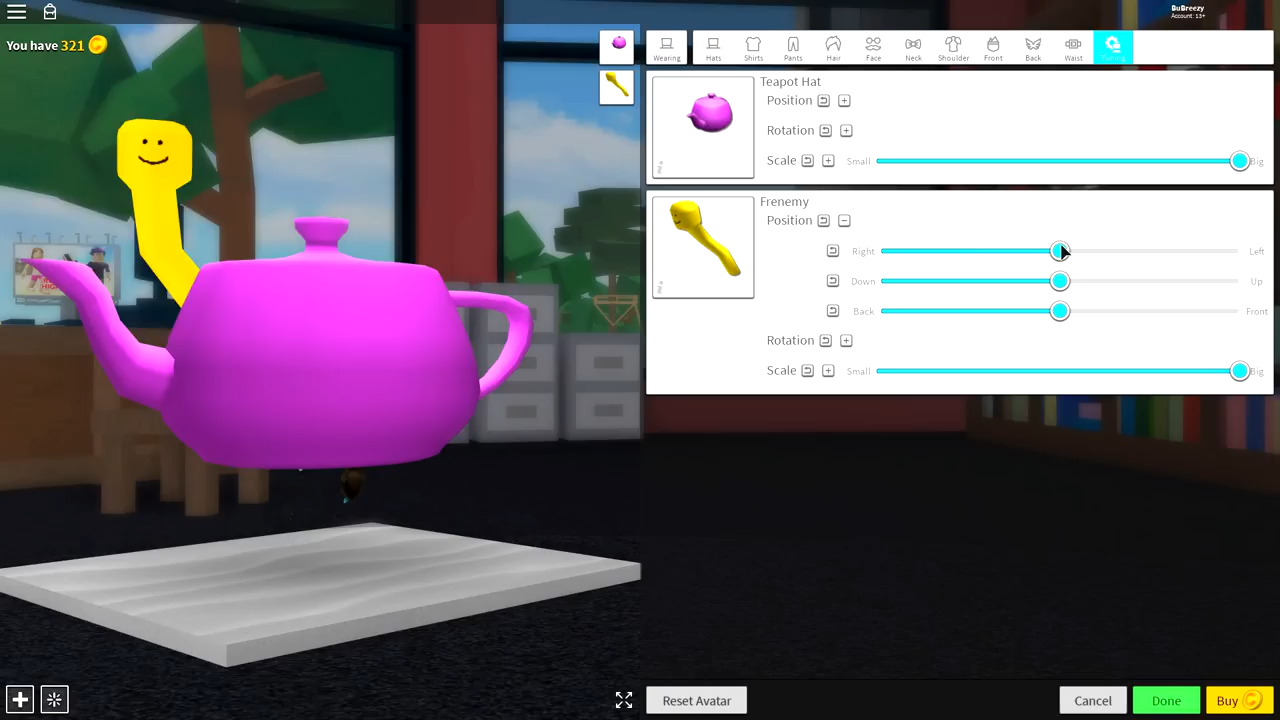 BuBreezy
Account: 13+
You have 321
Wearing
Hats
Shirts
Pants
Hair
Face
Neck
Shoulder
Front
Back
Waist
Teapot Hat
Position
Rotation
Scale
Small
Big
Frenemy
Position
Right
Left
Down
Up
Back
Front
Rotation
Scale
Small
Big
Reset Avatar
Cancel
Done
Buy